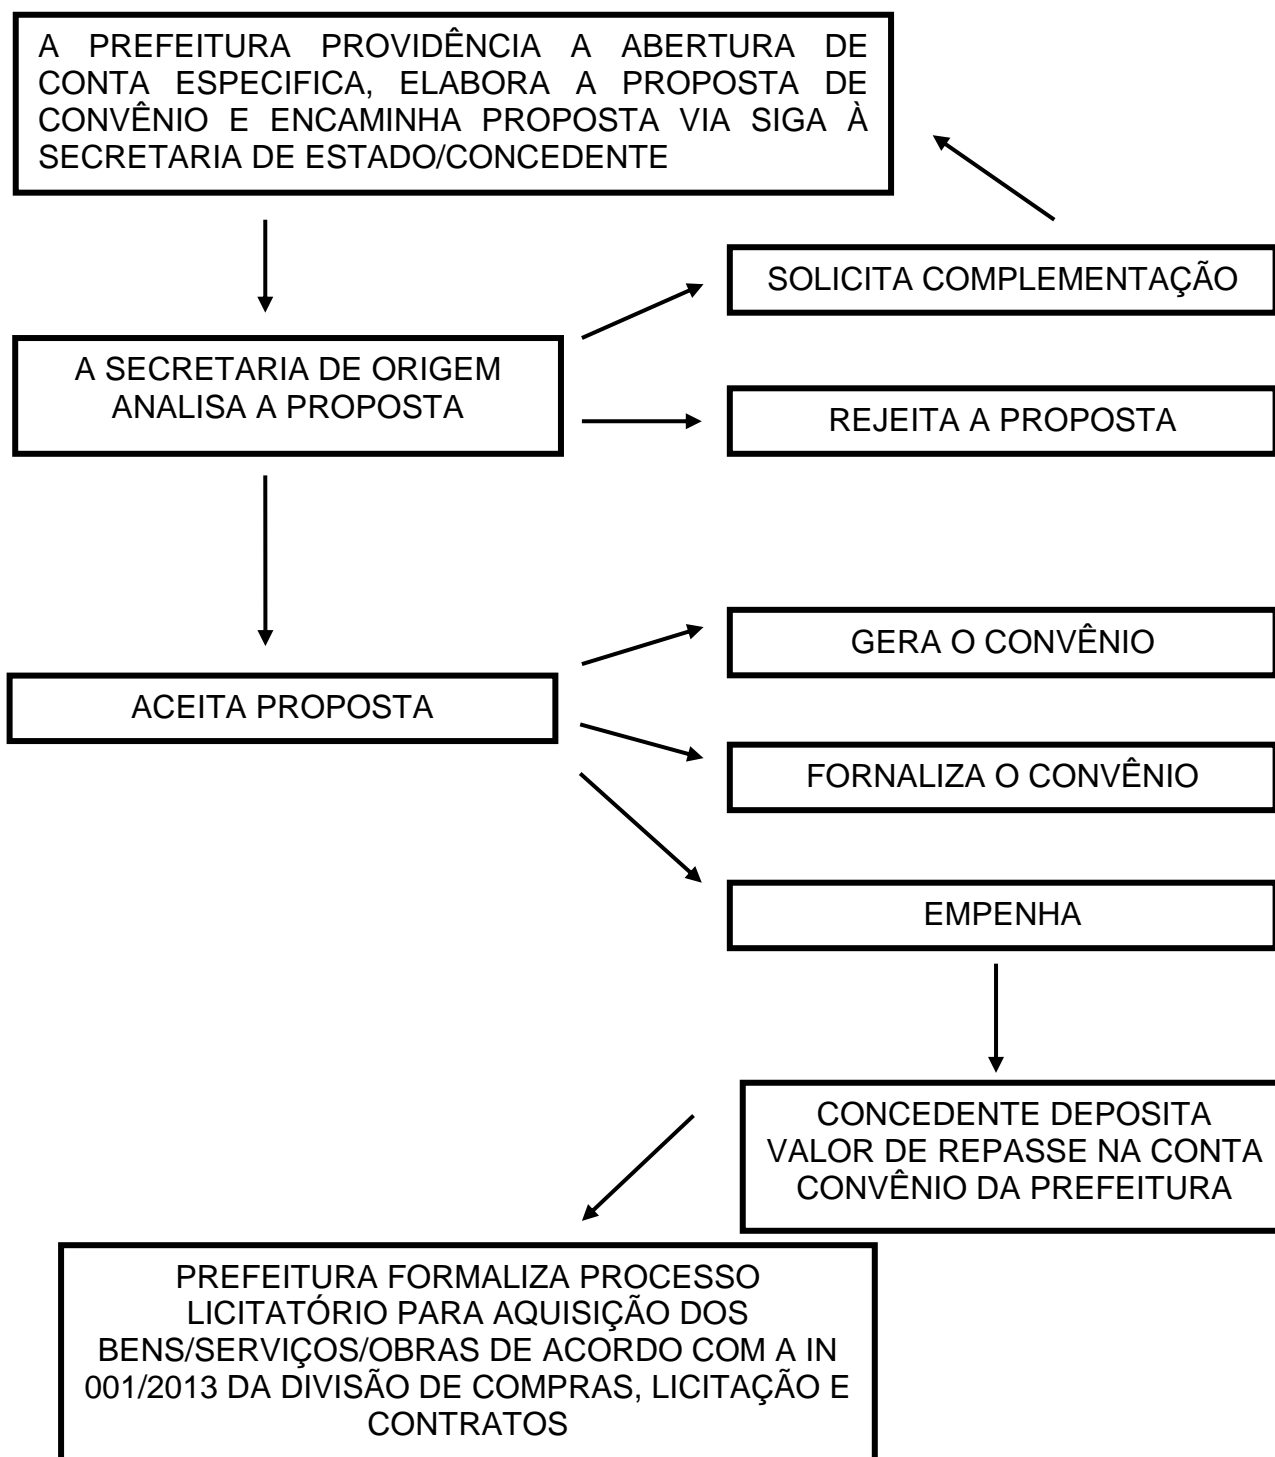 A PREFEITURA PROVIDÊNCIA A ABERTURA DE
CONTA ESPECIFICA, ELABORA A PROPOSTA DE
CONVÊNIO E ENCAMINHA PROPOSTA VIA SIGA À
SECRETARIA DE ESTADO/CONCEDENTE
SOLICITA COMPLEMENTAÇÃO
A SECRETARIA DE ORIGEM
ANALISA A PROPOSTA
REJEITA A PROPOSTA
GERA O CONVÊNIO
ACEITA PROPOSTA
FORNALIZA O CONVÊNIO
EMPENHA
CONCEDENTE DEPOSITA
VALOR DE REPASSE NA CONTA
CONVÊNIO DA PREFEITURA
PREFEITURA FORMALIZA PROCESSO
LICITATÓRIO PARA AQUISIÇÃO DOS
BENS/SERVIÇOS/OBRAS DE ACORDO COM A IN
001/2013 DA DIVISÃO DE COMPRAS, LICITAÇÃO E
CONTRATOS